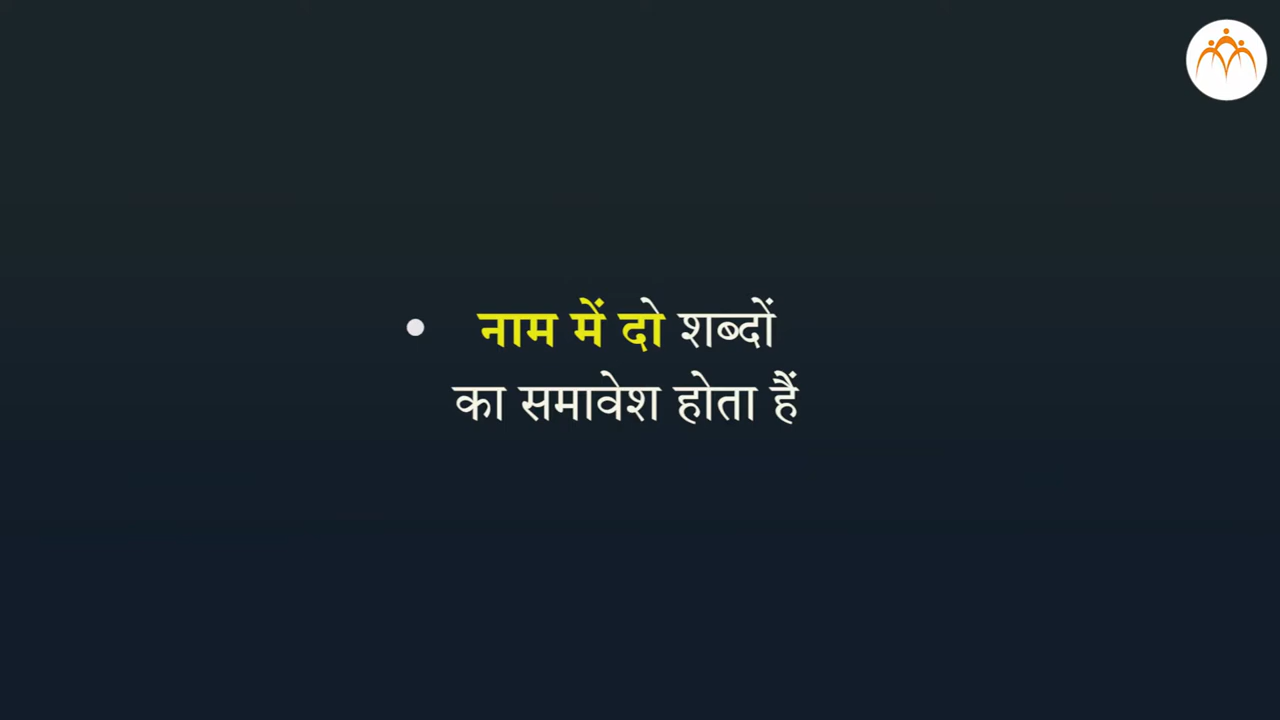 • नाम में दो शब्दों
का समावेश होता हैं